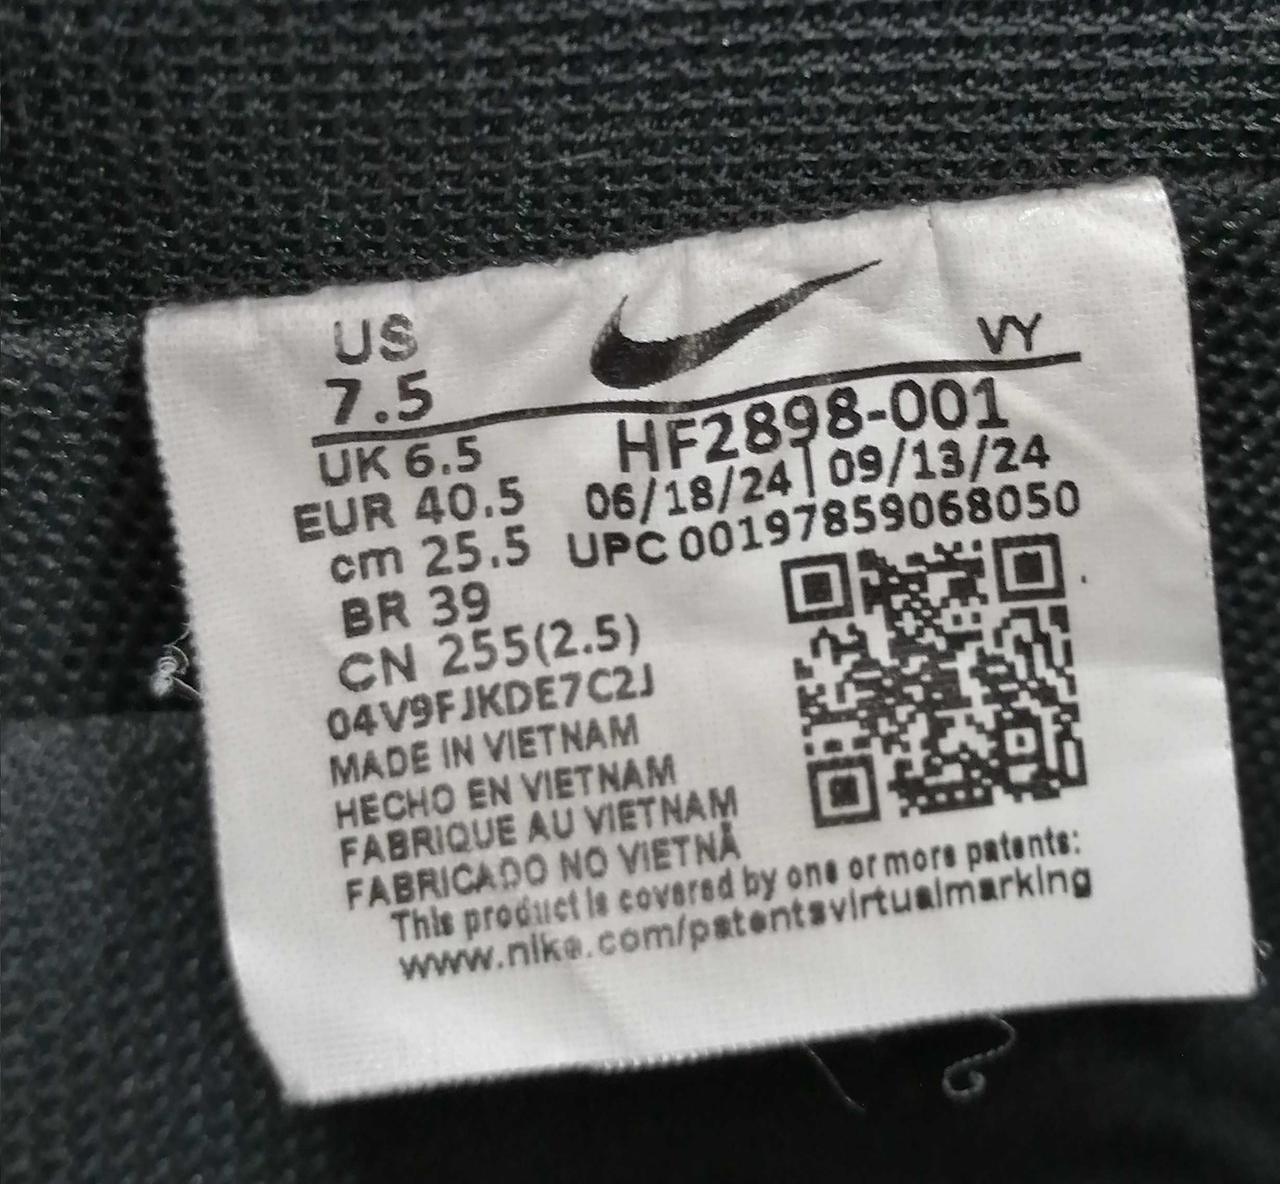 US
7.5
VY
UK 6.5
HF2898-001
EUR 40.5
06/18/24 | 09/13/24
cm 25.5
UPC 00197859068050
BR 39
CN 255(2.5)
04V9FJKDE7C2J
MADE IN VIETNAM
HECHO EN VIETNAM
FABRIQUE AU VIETNAM
FABRICADO NO VIETNÃ
This product is covered by one or more patents:
www.nike.com/patentsvirtualmarking